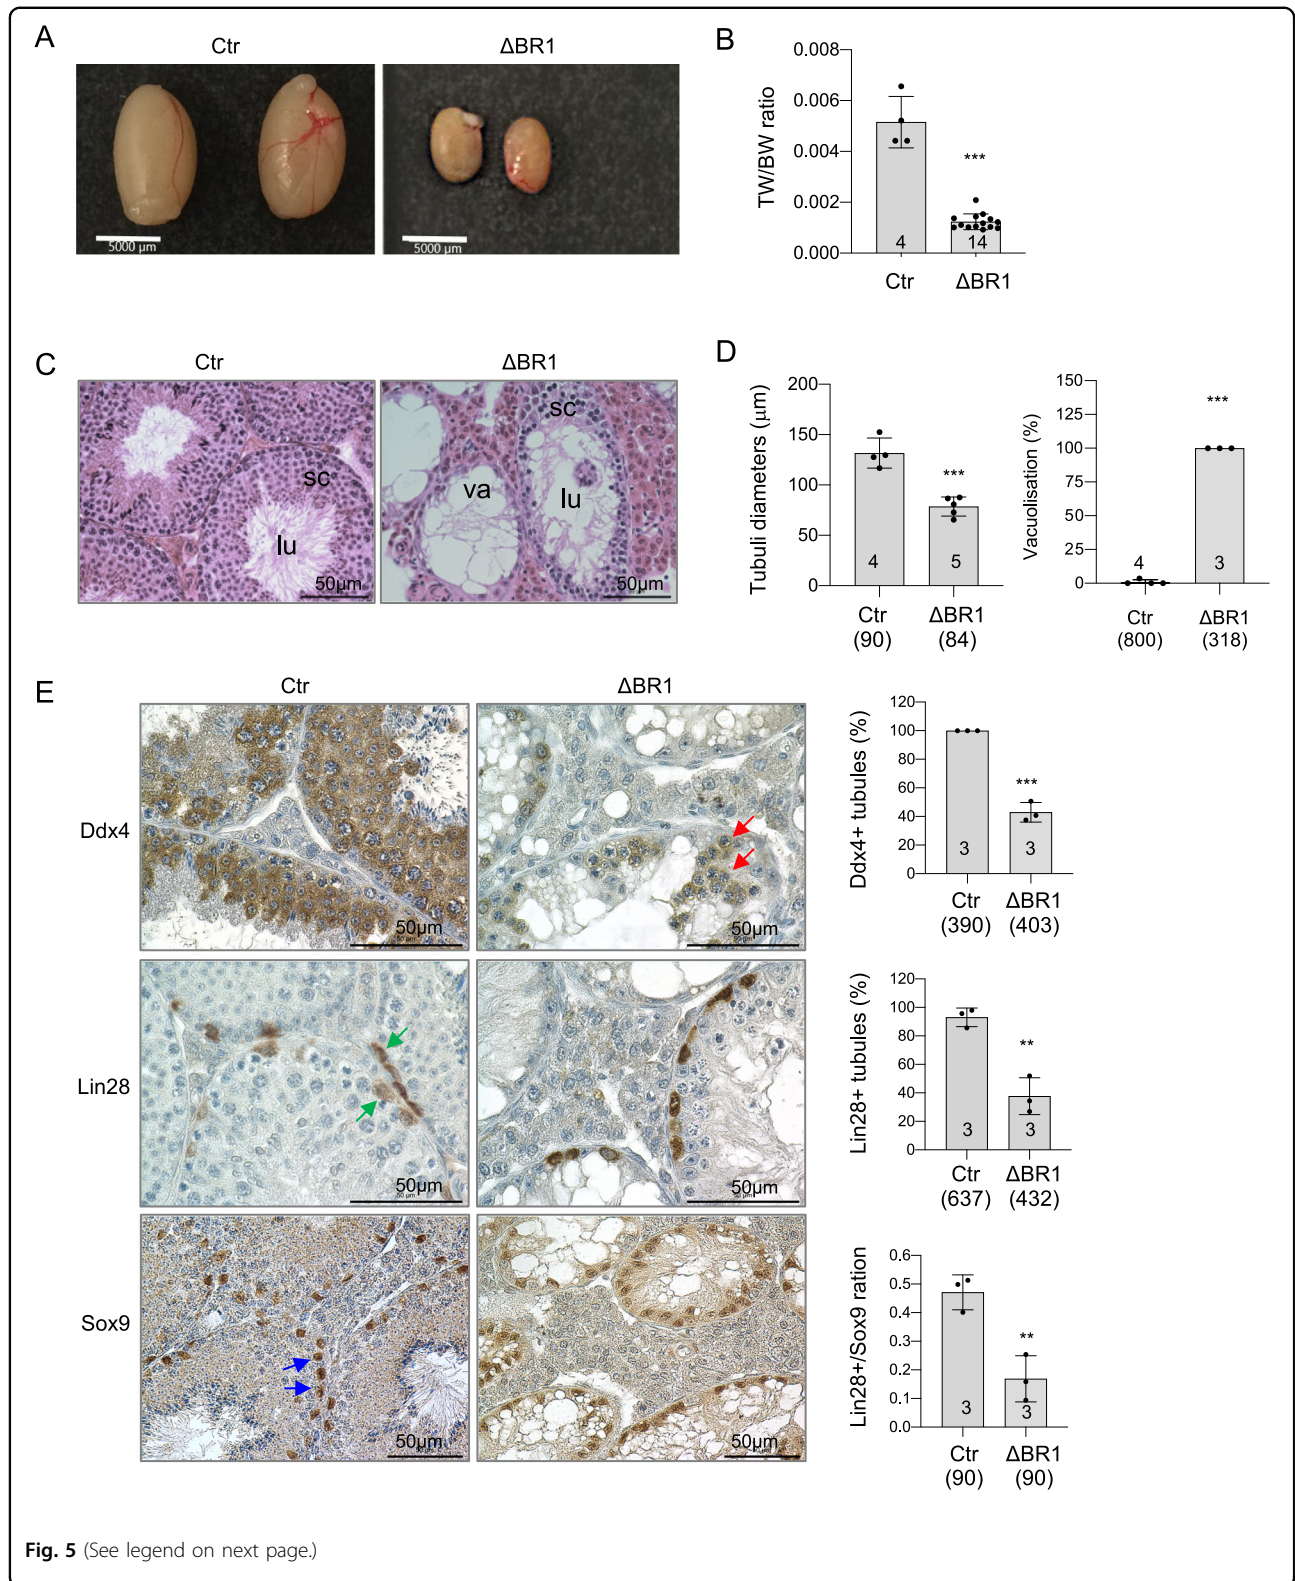 A
Ctr
ΔBR1
5000 µm
5000 µm
B
TW/BW ratio
0.008
0.006
0.004
0.002
0.000
***
4
14
Ctr
ΔBR1
C
Ctr
ΔBR1
sc
lu
50µm
sc
va
lu
50µm
D
Tubuli diameters (µm)
200
150
100
50
0
***
4
5
Ctr
ΔBR1
(90)
(84)
Vacuolisation (%)
150
125
100
75
50
25
0
***
4
3
Ctr
ΔBR1
(800)
(318)
E
Ctr
ΔBR1
Ddx4
50µm
50µm
Ddx4+ tubules (%)
120
100
80
60
40
20
0
***
3
3
Ctr
ΔBR1
(390)
(403)
Lin28
50µm
50µm
Lin28+ tubules (%)
120
100
80
60
40
20
0
**
3
3
Ctr
ΔBR1
(637)
(432)
Sox9
50µm
50µm
Lin28+/Sox9 ration
0.6
0.5
0.4
0.3
0.2
0.1
0.0
**
3
3
Ctr
ΔBR1
(90)
(90)
Fig. 5 (See legend on next page.)